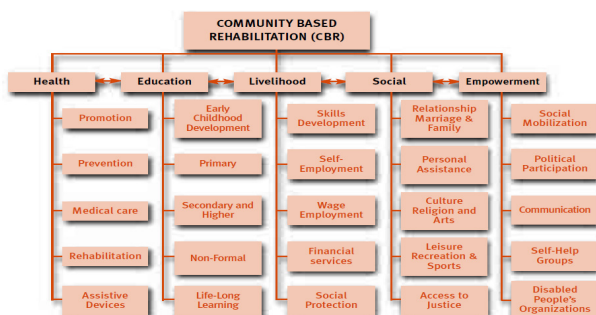 COMMUNITY BASED
REHABILITATION (CBR)
Health
Education
Livelihood
Social
Empowerment
Promotion
Prevention
Medical care
Rehabilitation
Assistive
Devices
Early
Childhood
Development
Primary
Secondary and
Higher
Non-Formal
Life-Long
Learning
Skills
Development
Self-
Employment
Wage
Employment
Financial
services
Social
Protection
Relationship
Marriage &
Family
Personal
Assistance
Culture
Religion and
Arts
Leisure
Recreation &
Sports
Access to
Justice
Social
Mobilization
Political
Participation
Communication
Self-Help
Groups
Disabled
People's
Organizations